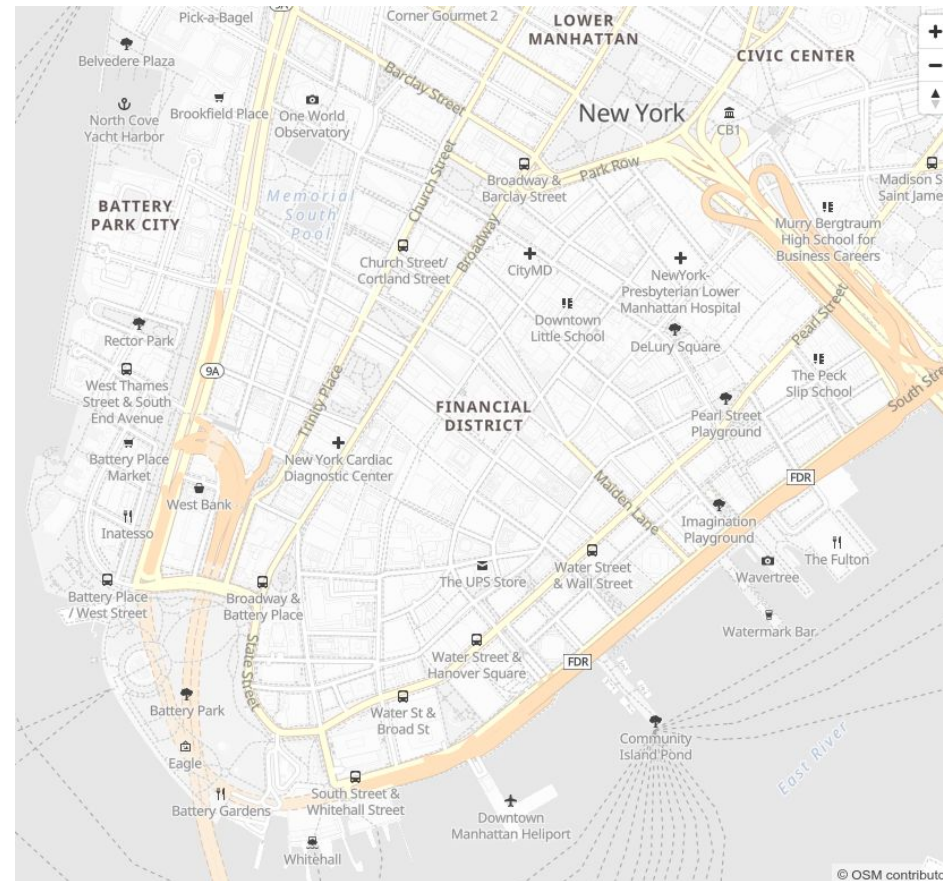 9A
Pick-a-Bagel
Corner Gourmet 2
LOWER
MANHATTAN
CIVIC CENTER
+
−
Belvedere Plaza
Barclay Street
North Cove
Yacht Harbor
Brookfield Place
One World
Observatory
New York
CB1
Park Row
Broadway &
Barclay Street
Madison S
Saint Jame
BATTERY
PARK CITY
Memorial
South
Pool
Church Street
Broadway
Murry Bergtraum
High School for
Business Careers
Church Street/
Cortland Street
CityMD
NewYork-
Presbyterian Lower
Manhattan Hospital
Downtown
Little School
DeLury Square
Pearl Street
Rector Park
9A
West Thames
Street & South
End Avenue
The Peck
Slip School
South Stre
Trinity Place
FINANCIAL
DISTRICT
Pearl Street
Playground
Battery Place
Market
New York Cardiac
Diagnostic Center
FDR
West Bank
Maiden Lane
Imagination
Playground
Inatesso
The Fulton
Battery Place
/ West Street
Broadway &
Battery Place
The UPS Store
Water Street
& Wall Street
Wavertree
Watermark Bar
State Street
Water Street &
Hanover Square
FDR
Battery Park
Water St &
Broad St
Community
Island Pond
East River
Eagle
Battery Gardens
South Street &
Whitehall Street
Downtown
Manhattan Heliport
Whitehall
© OSM contributo